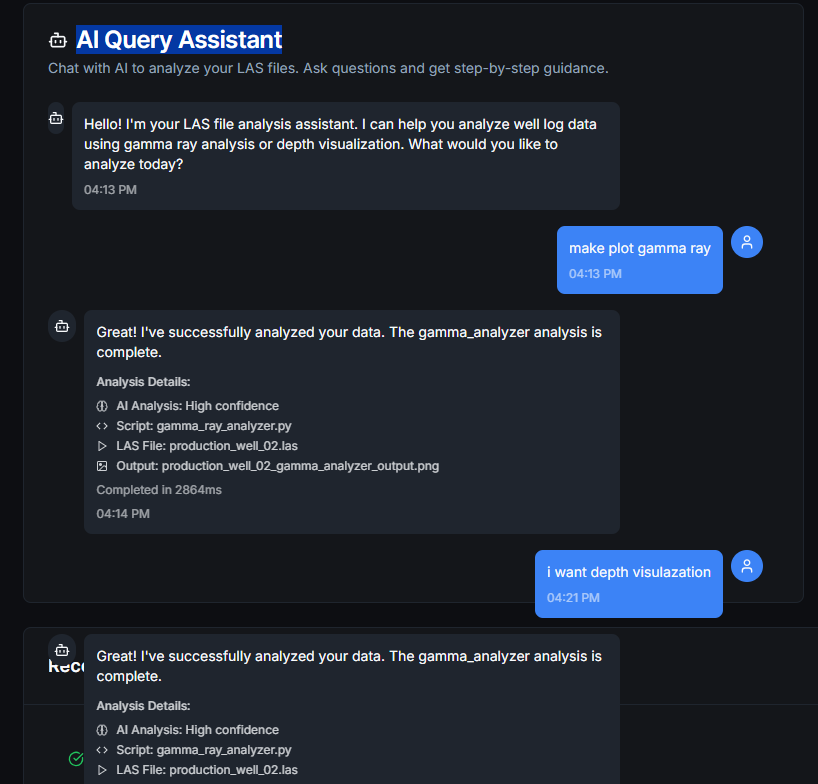 AI Query Assistant
Chat with AI to analyze your LAS files. Ask questions and get step-by-step guidance.
Hello! I'm your LAS file analysis assistant. I can help you analyze well log data
using gamma ray analysis or depth visualization. What would you like to
analyze today?
04:13 PM
make plot gamma ray
04:13 PM
Great! I've successfully analyzed your data. The gamma_analyzer analysis is
complete.
Analysis Details:
AI Analysis: High confidence
Script: gamma_ray_analyzer.py
LAS File: production_well_02.las
Output: production_well_02_gamma_analyzer_output.png
Completed in 2864ms
04:14 PM
i want depth visulazation
04:21 PM
Great! I've successfully analyzed your data. The gamma_analyzer analysis is
complete.
Analysis Details:
AI Analysis: High confidence
Script: gamma_ray_analyzer.py
LAS File: production_well_02.las